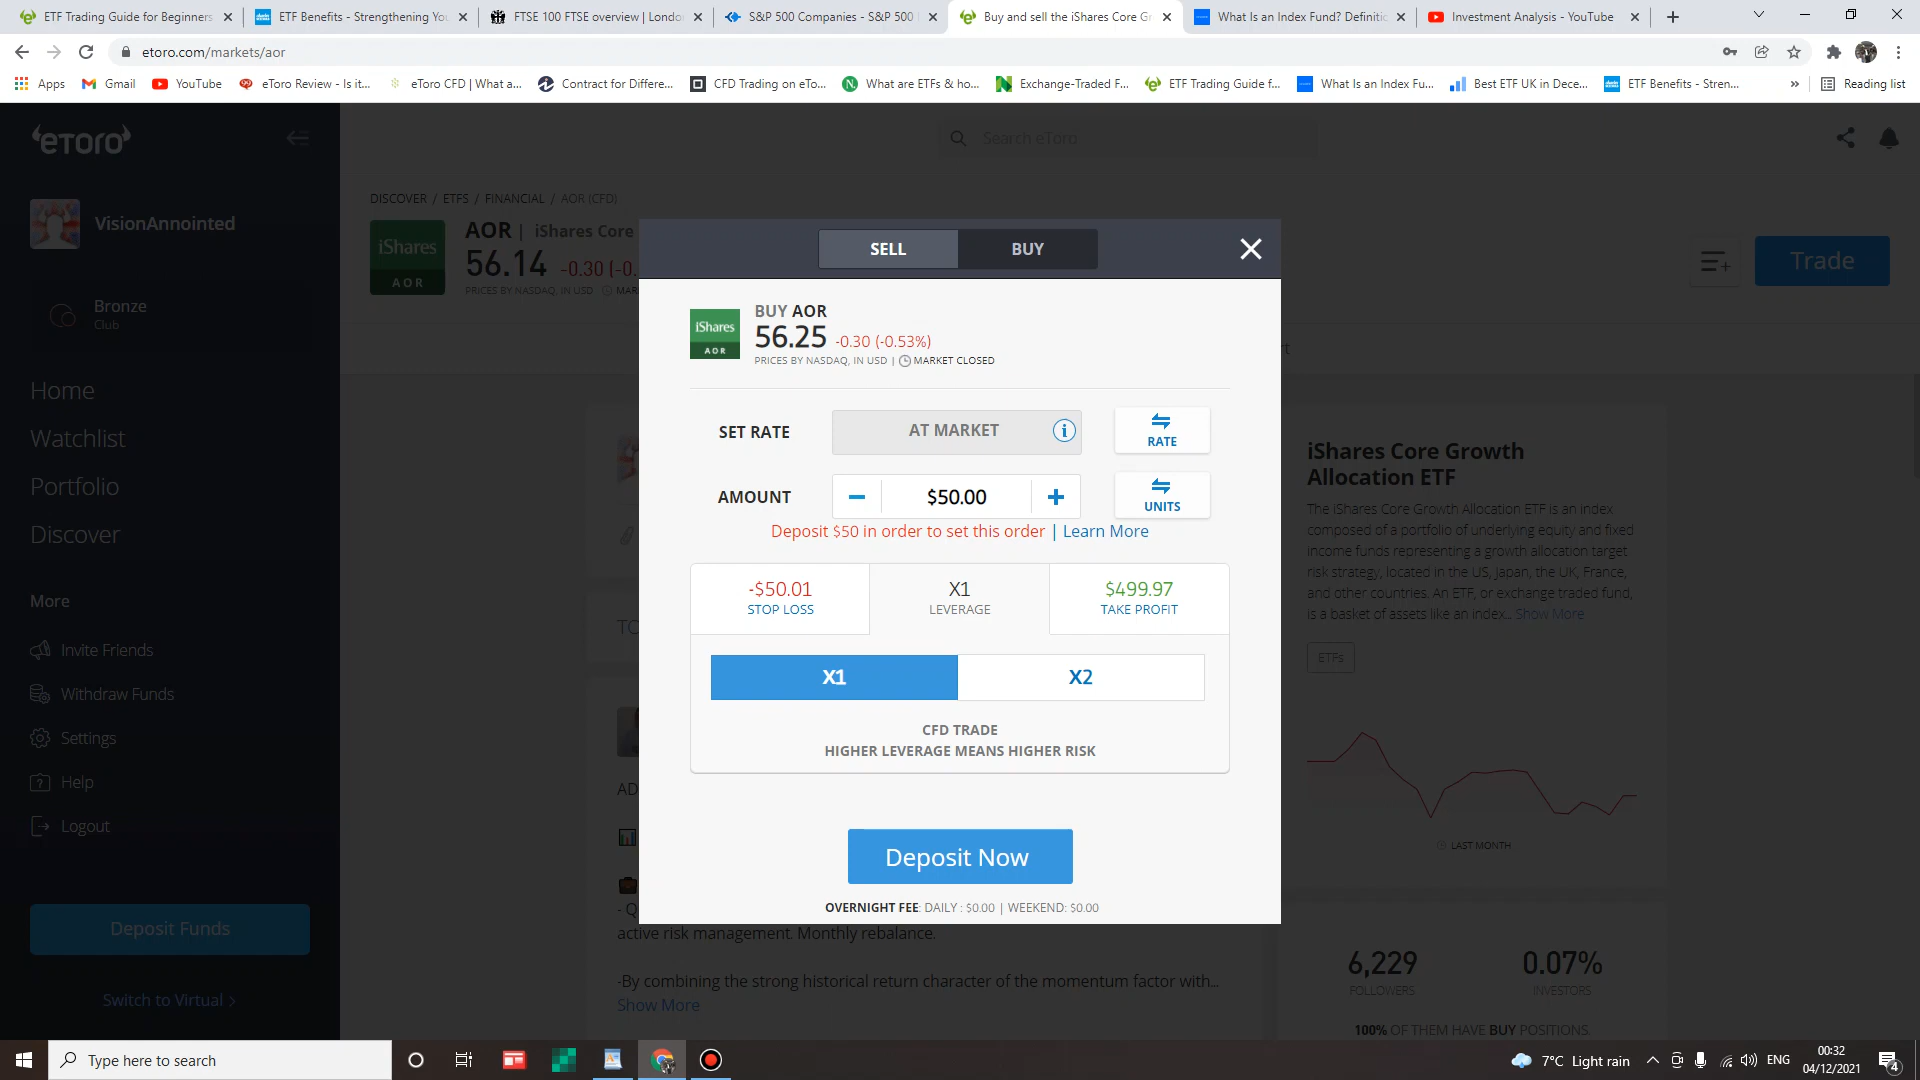 ETF Trading Guide for Beginners
ETF Benefits - Strengthening Yo
FTSE 100 FTSE overview | Londo
S&P 500 Companies - S&P 500
Buy and sell the iShares Core Gr
What Is an Index Fund? Definitic
Investment Analysis - YouTube
etoro.com/markets/aor
Apps
Gmail
YouTube
eToro Review - Is it...
eToro CFD | What a...
Contract for Differe...
CFD Trading on eTo...
What are ETFs & ho...
Exchange-Traded F...
ETF Trading Guide f...
What Is an Index Fu...
Best ETF UK in Dece...
ETF Benefits - Stren...
Reading list
eToro
VisionAnnointed
Bronze
Club
Home
Watchlist
Portfolio
Discover
More
Invite Friends
Withdraw Funds
Settings
Help
Logout
Deposit Funds
Switch to Virtual >
Search eToro
DISCOVER / ETFS / FINANCIAL / AOR (CFD)
iShares
AOR
AOR | iShares Core
56.14 -0.30 (-0.
PRICES BY NASDAQ, IN USD
Trade
SELL
BUY
iShares
AOR
BUY AOR
56.25 -0.30 (-0.53%)
PRICES BY NASDAQ, IN USD | MARKET CLOSED
SET RATE
AT MARKET
RATE
AMOUNT
$50.00
UNITS
Deposit $50 in order to set this order | Learn More
-$50.01
STOP LOSS
X1
LEVERAGE
$499.97
TAKE PROFIT
X1
X2
CFD TRADE
HIGHER LEVERAGE MEANS HIGHER RISK
Deposit Now
OVERNIGHT FEE: DAILY : $0.00 | WEEKEND: $0.00
active risk management. Monthly rebalance.
-By combining the strong historical return character of the momentum factor with...
Show More
iShares Core Growth
Allocation ETF
The iShares Core Growth Allocation ETF is an index
composed of a portfolio of underlying equity and fixed
income funds representing a growth allocation target
risk strategy, located in the US, Japan, the UK, France,
and other countries. An ETF, or exchange traded fund,
is a basket of assets like an index... Show More
ETFs
LAST MONTH
6,229
FOLLOWERS
0.07%
INVESTORS
100% OF THEM HAVE BUY POSITIONS.
Type here to search
7°C Light rain
ENG
00:32
04/12/2021
4